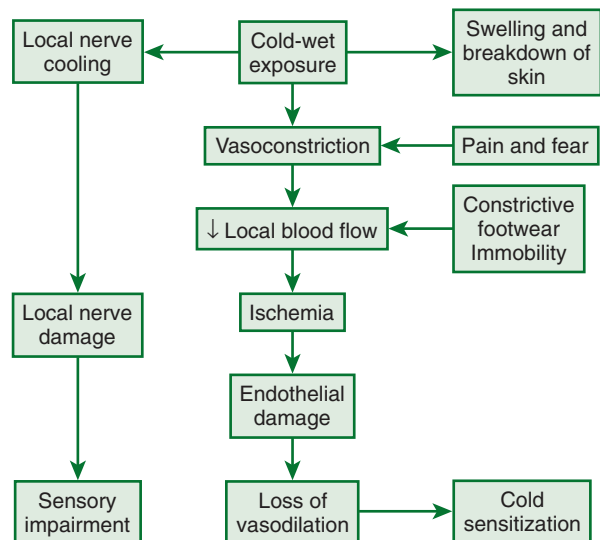 Local nerve
cooling
Cold-wet
exposure
Swelling and
breakdown of
skin
Vasoconstriction
Pain and fear
↓ Local blood flow
Constrictive
footwear
Immobility
Local nerve
damage
Ischemia
Endothelial
damage
Sensory
impairment
Loss of
vasodilation
Cold
sensitization